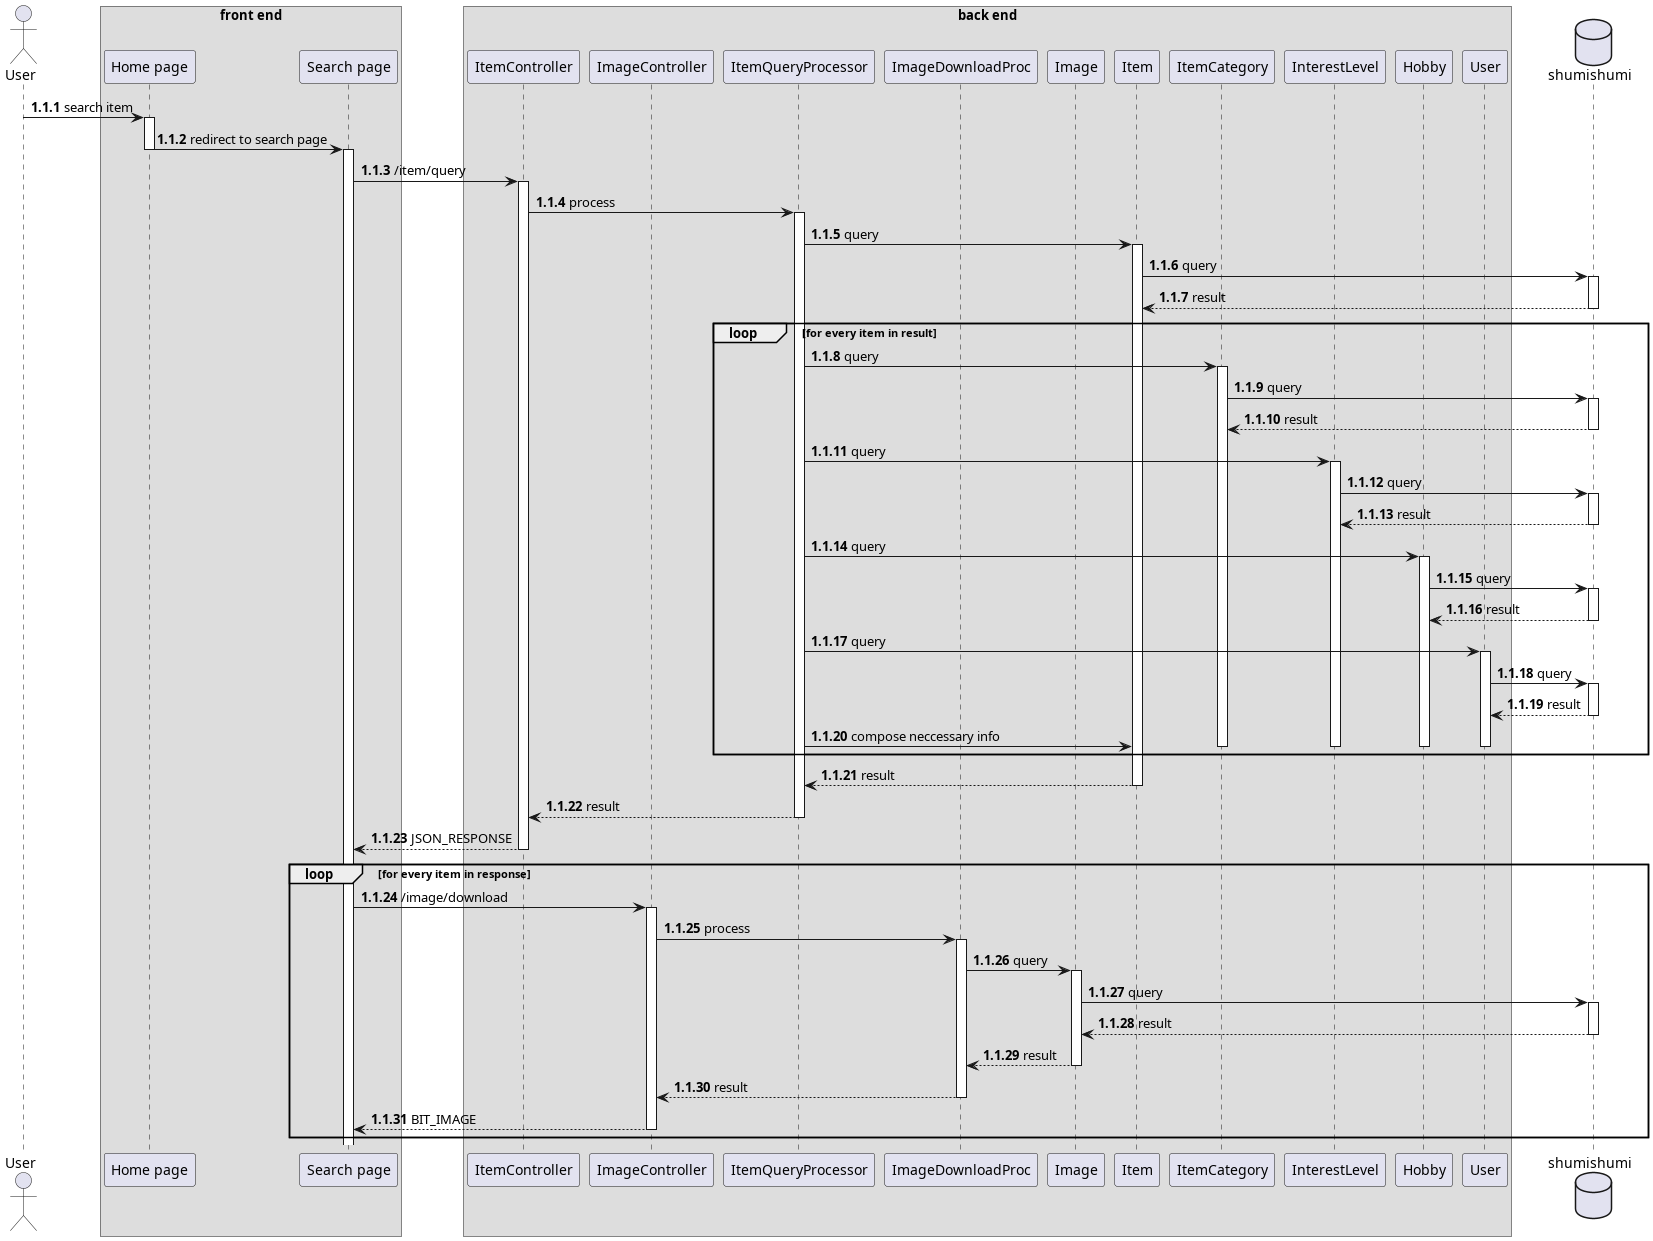 front end
back end
User
Home page
Search page
ItemController
ImageController
ItemQueryProcessor
ImageDownloadProc
Image
Item
ItemCategory
InterestLevel
Hobby
User
shumishumi
1.1.1 search item
1.1.2 redirect to search page
1.1.3 /item/query
1.1.4 process
1.1.5 query
1.1.6 query
1.1.7 result
loop [for every item in result]
1.1.8 query
1.1.9 query
1.1.10 result
1.1.11 query
1.1.12 query
1.1.13 result
1.1.14 query
1.1.15 query
1.1.16 result
1.1.17 query
1.1.18 query
1.1.19 result
1.1.20 compose neccessary info
1.1.21 result
1.1.22 result
1.1.23 JSON_RESPONSE
loop [for every item in response]
1.1.24 /image/download
1.1.25 process
1.1.26 query
1.1.27 query
1.1.28 result
1.1.29 result
1.1.30 result
1.1.31 BIT_IMAGE
User
Home page
Search page
ItemController
ImageController
ItemQueryProcessor
ImageDownloadProc
Image
Item
ItemCategory
InterestLevel
Hobby
User
shumishumi